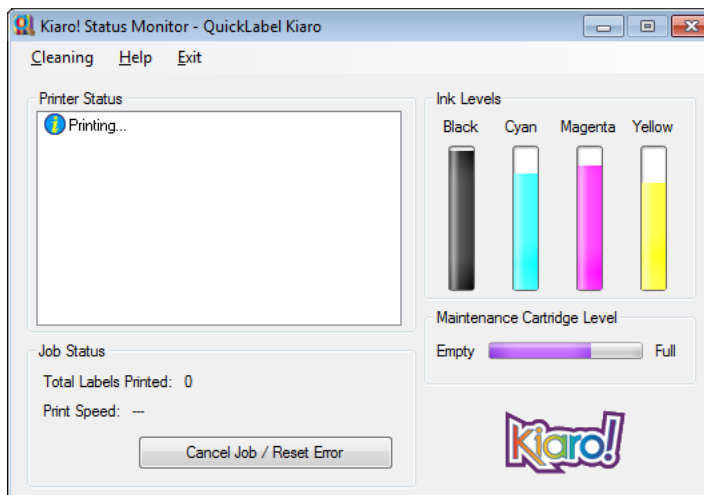 Kiaro! Status Monitor - QuickLabel Kiaro
Cleaning Help Exit
Printer Status
Printing...
Ink Levels
Black Cyan Magenta Yellow
Maintenance Cartridge Level
Empty Full
Job Status
Total Labels Printed: 0
Print Speed: ---
Cancel Job / Reset Error
Kiaro!